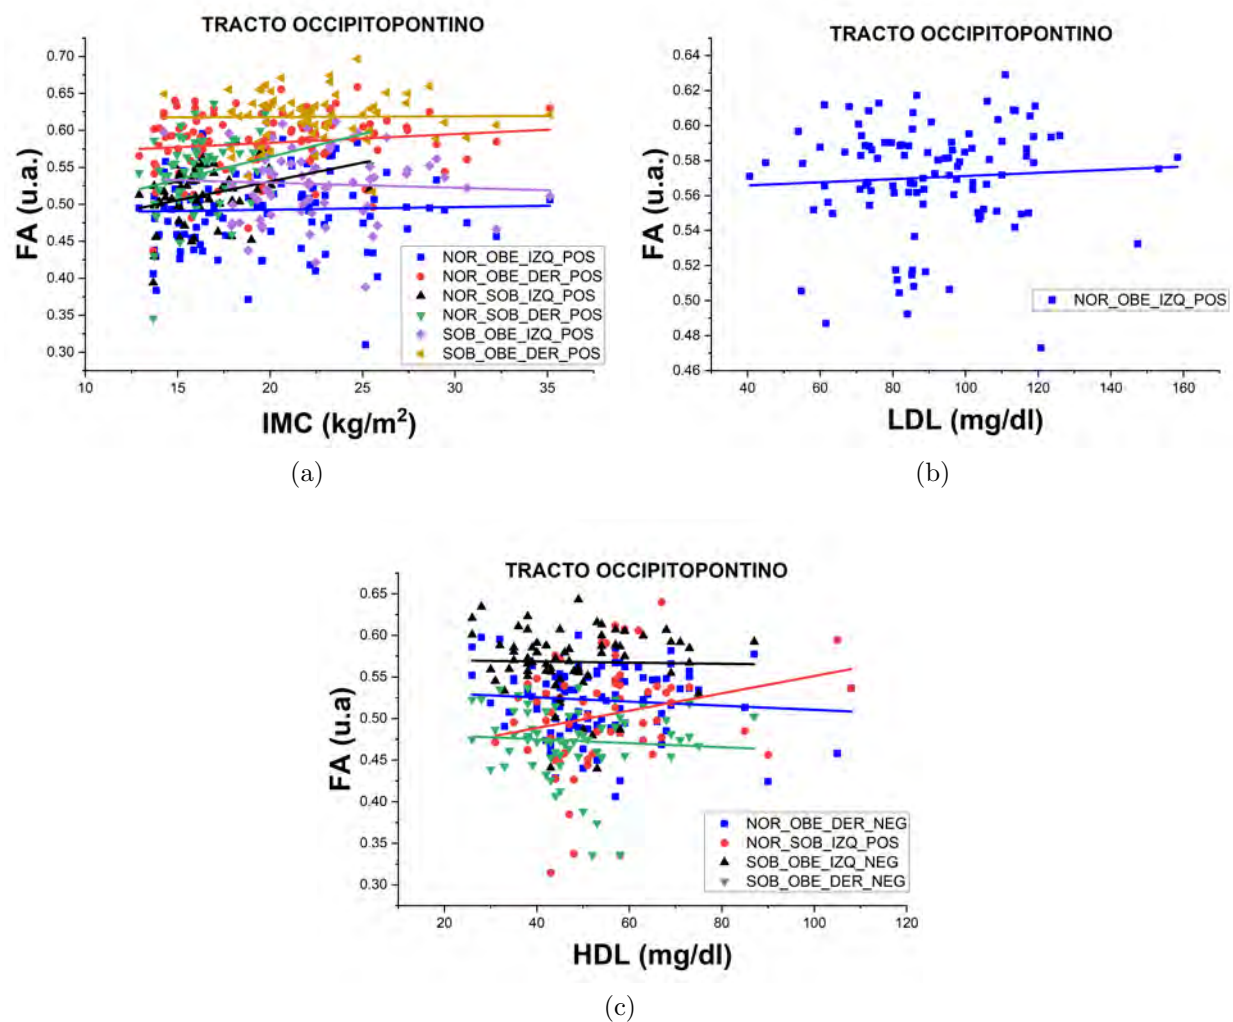 TRACTO OCCIPITOPONTINO
0.70
0.65
0.60
0.55
0.50
0.45
0.40
0.35
0.30
FA (u.a.)
NOR_OBE_IZQ_POS
NOR_OBE_DER_POS
NOR_SOB_IZQ_POS
NOR_SOB_DER_POS
SOB_OBE_IZQ_POS
SOB_OBE_DER_POS
10 15 20 25 30 35
IMC (kg/m²)
(a)
TRACTO OCCIPITOPONTINO
0.64
0.62
0.60
0.58
0.56
0.54
0.52
0.50
0.48
0.46
FA (u.a.)
NOR_OBE_IZQ_POS
40 60 80 100 120 140 160
LDL (mg/dl)
(b)
TRACTO OCCIPITOPONTINO
0.65
0.60
0.55
0.50
0.45
0.40
0.35
0.30
FA (u.a)
NOR_OBE_DER_NEG
NOR_SOB_IZQ_POS
SOB_OBE_IZQ_NEG
SOB_OBE_DER_NEG
20 40 60 80 100 120
HDL (mg/dl)
(c)